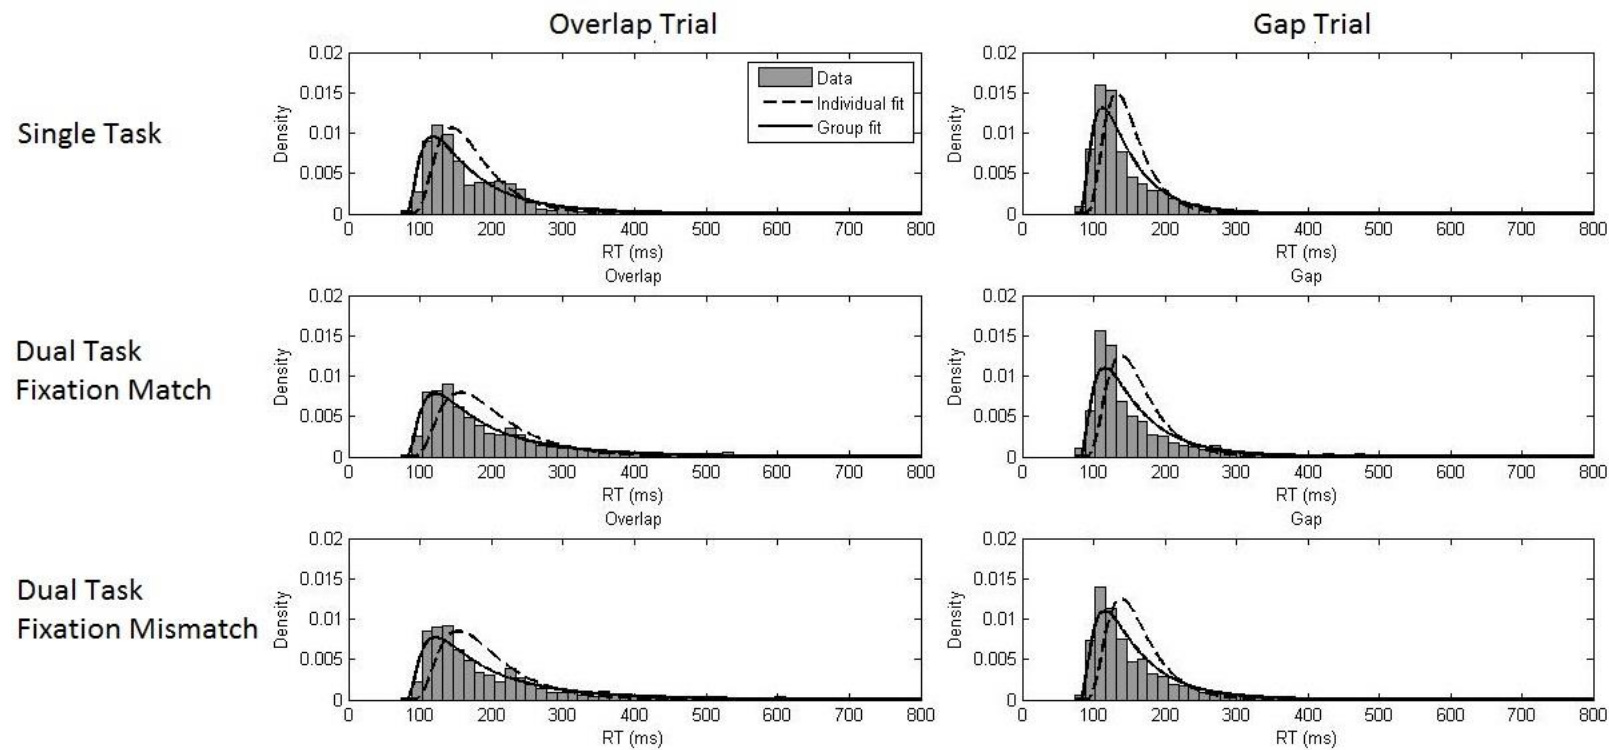 Overlap Trial
Gap Trial
Single Task
0.02
0.015
0.01
0.005
0
Density
Data
Individual fit
Group fit
0 100 200 300 400 500 600 700 800
RT (ms)
0.02
0.015
0.01
0.005
0
Density
0 100 200 300 400 500 600 700 800
RT (ms)
Dual Task
Fixation Match
Overlap
0.02
0.015
0.01
0.005
0
Density
0 100 200 300 400 500 600 700 800
RT (ms)
Gap
0.02
0.015
0.01
0.005
0
Density
0 100 200 300 400 500 600 700 800
RT (ms)
Dual Task
Fixation Mismatch
Overlap
0.02
0.015
0.01
0.005
0
Density
0 100 200 300 400 500 600 700 800
RT (ms)
Gap
0.02
0.015
0.01
0.005
0
Density
0 100 200 300 400 500 600 700 800
RT (ms)